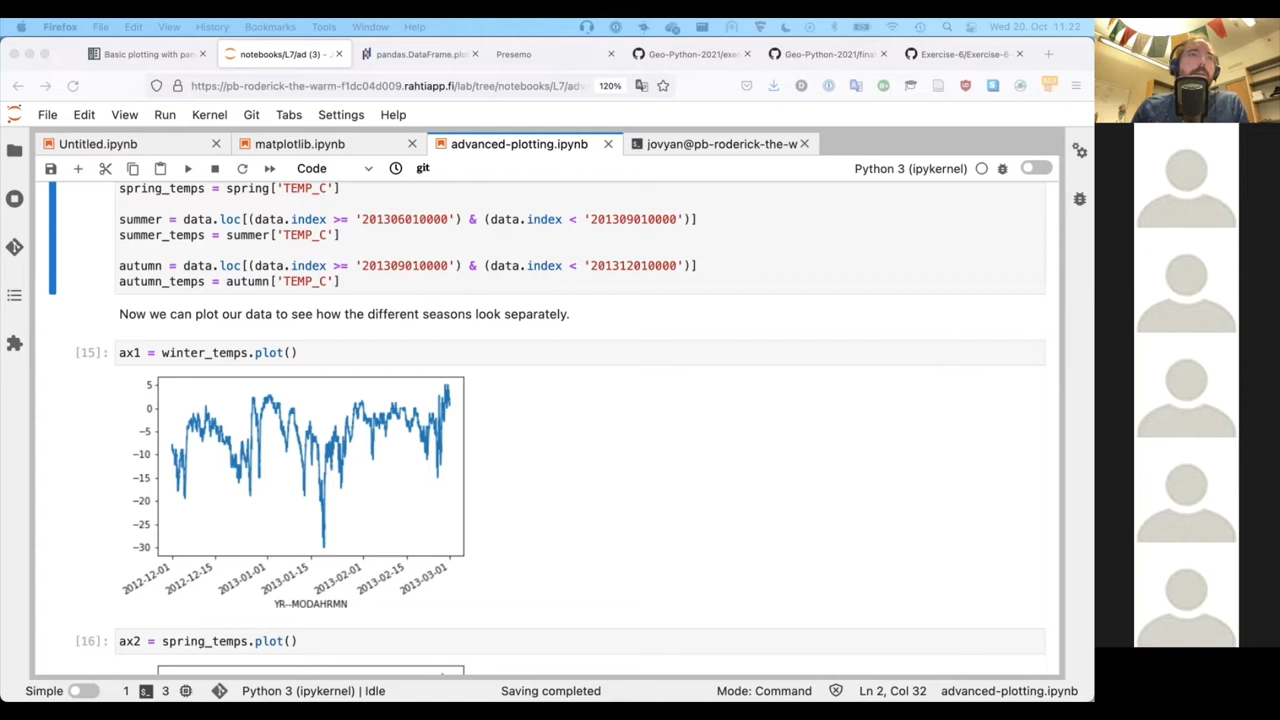 Firefox File Edit View History Bookmarks Tools Window Help Wed 20. Oct 11.22
Basic plotting with pan notebooks/L7/ad (3) - J pandas.DataFrame.plo Presemo Geo-Python-2021/exer Geo-Python-2021/final Exercise-6/Exercise-6
https://pb-roderick-the-warm-f1dc0dd009.rahtiapp.fi/lab/tree/notebooks/L7/adv 120%
File Edit View Run Kernel Git Tabs Settings Help
Untitled.ipynb matplotlib.ipynb advanced-plotting.ipynb jovyan@pb-roderick-the-w
Code git Python 3 (ipykernel)
spring_temps = spring['TEMP_C']
summer = data.loc[(data.index >= '201306010000') & (data.index < '201309010000')]
summer_temps = summer['TEMP_C']
autumn = data.loc[(data.index >= '201309010000') & (data.index < '201312010000')]
autumn_temps = autumn['TEMP_C']
Now we can plot our data to see how the different seasons look separately.
[15]: ax1 = winter_temps.plot()
5
0
−5
−10
−15
−20
−25
−30
2012-12-01 2012-12-15 2013-01-01 2013-01-15 2013-02-01 2013-02-15 2013-03-01
YR--MODAHRMN
[16]: ax2 = spring_temps.plot()
Simple 1 3 Python 3 (ipykernel) | Idle Saving completed Mode: Command Ln 2, Col 32 advanced-plotting.ipynb